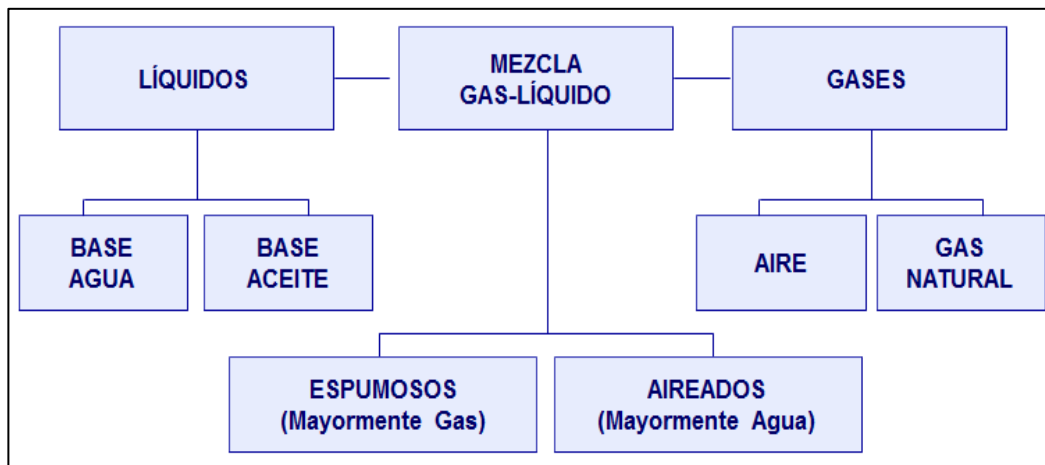 LÍQUIDOS
MEZCLA
GAS-LÍQUIDO
GASES
BASE
AGUA
BASE
ACEITE
AIRE
GAS
NATURAL
ESPUMOSOS
(Mayormente Gas)
AIREADOS
(Mayormente Agua)